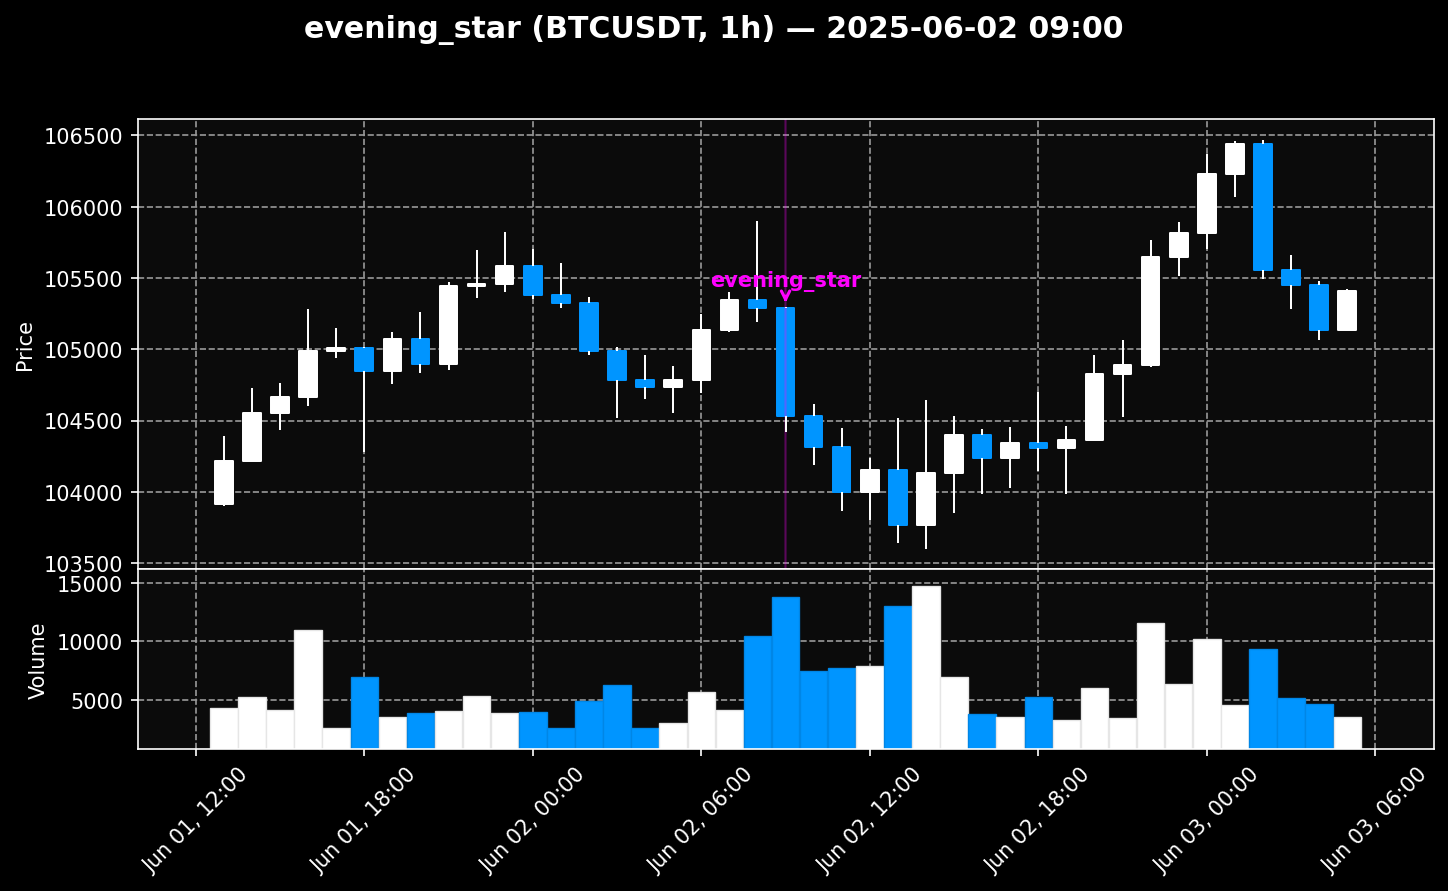 evening_star (BTCUSDT, 1h) — 2025-06-02 09:00
106500
106000
105500
105000
104500
104000
103500
Price
evening_star
15000
10000
5000
Volume
Jun 01, 12:00
Jun 01, 18:00
Jun 02, 00:00
Jun 02, 06:00
Jun 02, 12:00
Jun 02, 18:00
Jun 03, 00:00
Jun 03, 06:00